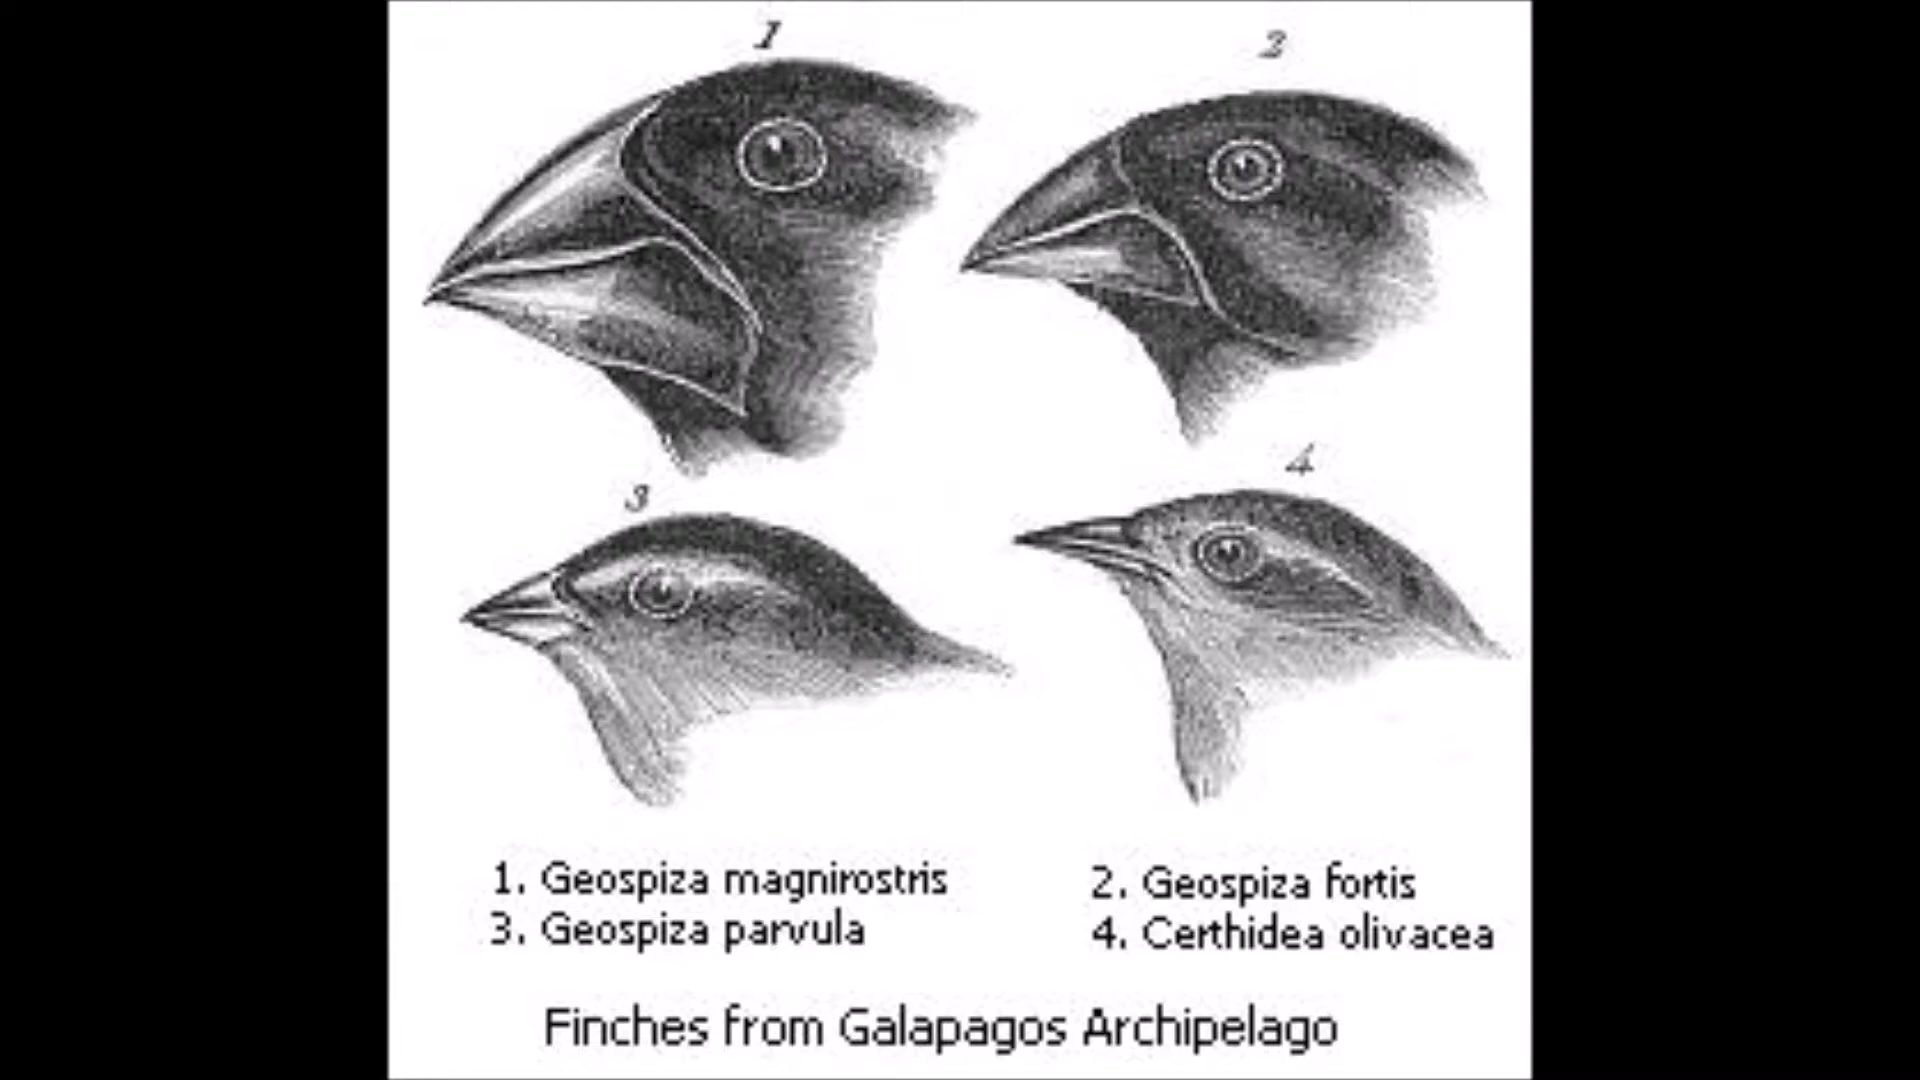 1
2
3
4
1. Geospiza magnirostris
2. Geospiza fortis
3. Geospiza parvula
4. Certhidea olivacea
Finches from Galapagos Archipelago